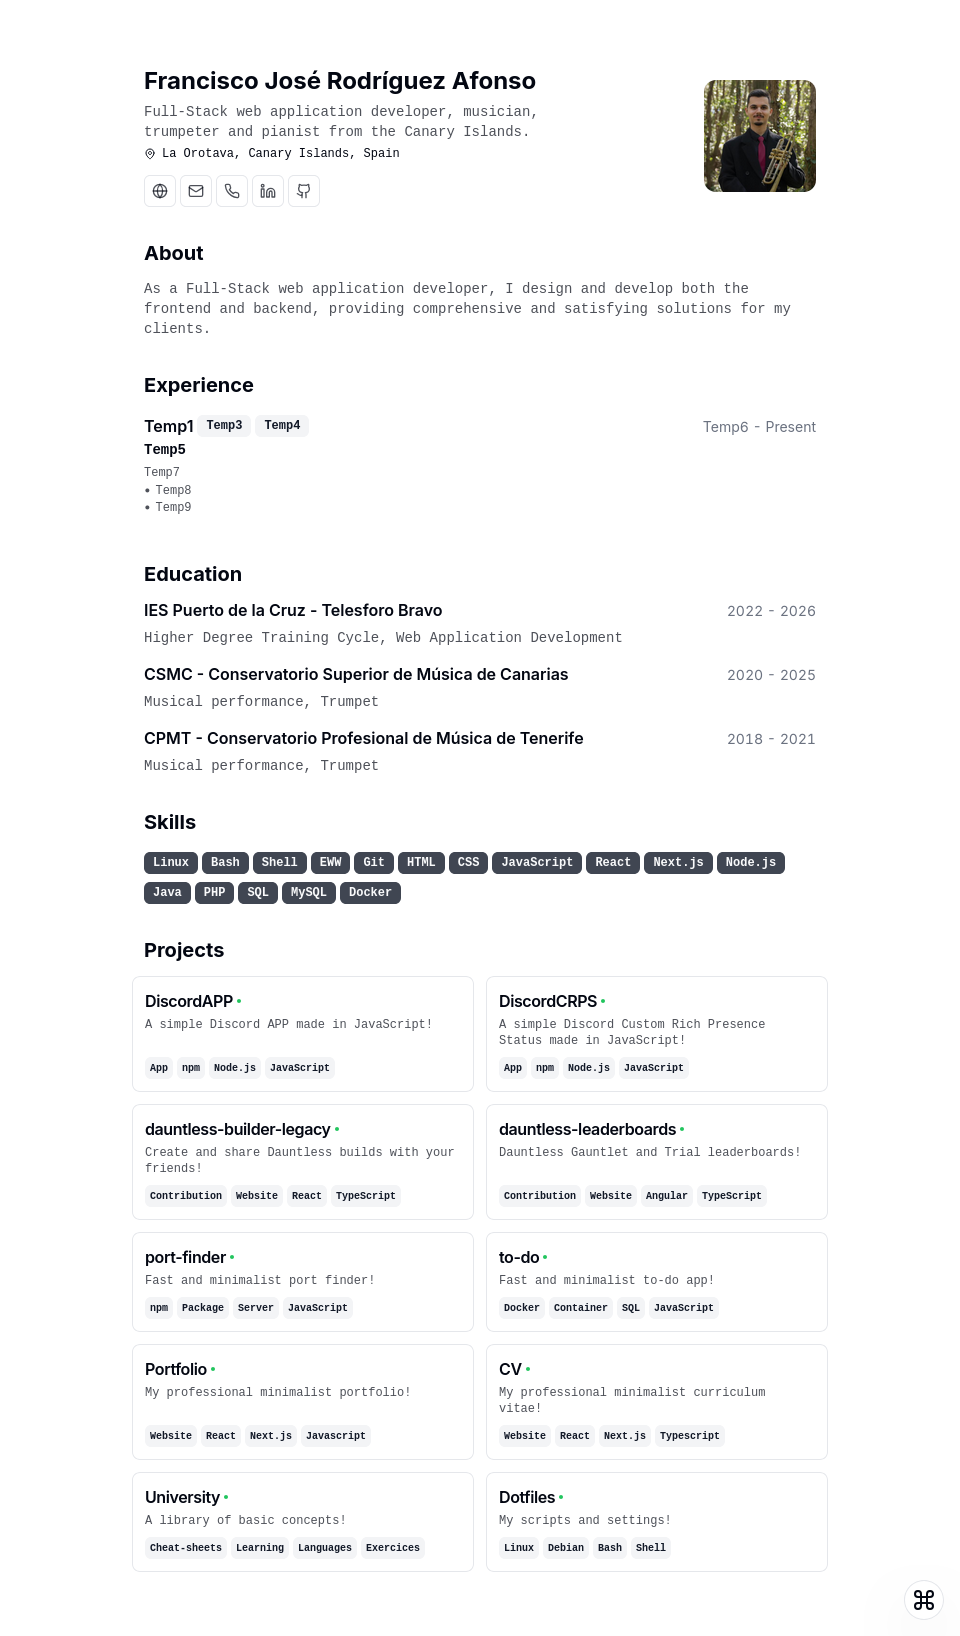 Francisco José Rodríguez Afonso
Full-Stack web application developer, musician,
trumpeter and pianist from the Canary Islands.
La Orotava, Canary Islands, Spain
About
As a Full-Stack web application developer, I design and develop both the
frontend and backend, providing comprehensive and satisfying solutions for my
clients.
Experience
Temp1 Temp3 Temp4 Temp6 - Present
Temp5
Temp7
• Temp8
• Temp9
Education
IES Puerto de la Cruz - Telesforo Bravo 2022 - 2026
Higher Degree Training Cycle, Web Application Development
CSMC - Conservatorio Superior de Música de Canarias 2020 - 2025
Musical performance, Trumpet
CPMT - Conservatorio Profesional de Música de Tenerife 2018 - 2021
Musical performance, Trumpet
Skills
Linux Bash Shell EWW Git HTML CSS JavaScript React Next.js Node.js
Java PHP SQL MySQL Docker
Projects
DiscordAPP
A simple Discord APP made in JavaScript!
App npm Node.js JavaScript
DiscordCRPS
A simple Discord Custom Rich Presence
Status made in JavaScript!
App npm Node.js JavaScript
dauntless-builder-legacy
Create and share Dauntless builds with your
friends!
Contribution Website React TypeScript
dauntless-leaderboards
Dauntless Gauntlet and Trial leaderboards!
Contribution Website Angular TypeScript
port-finder
Fast and minimalist port finder!
npm Package Server JavaScript
to-do
Fast and minimalist to-do app!
Docker Container SQL JavaScript
Portfolio
My professional minimalist portfolio!
Website React Next.js Javascript
CV
My professional minimalist curriculum
vitae!
Website React Next.js Typescript
University
A library of basic concepts!
Cheat-sheets Learning Languages Exercices
Dotfiles
My scripts and settings!
Linux Debian Bash Shell